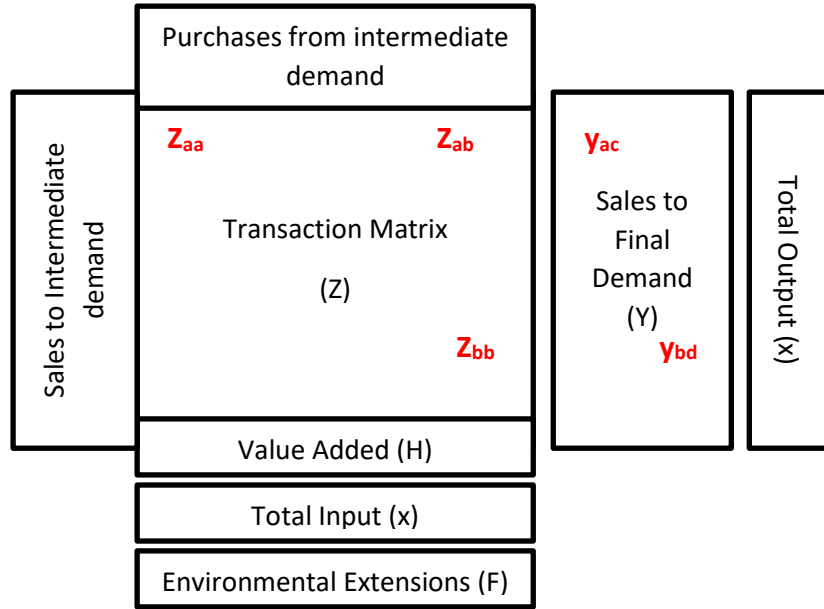 Purchases from intermediate
demand
Sales to Intermediate
demand
Zaa
Zab
Transaction Matrix
(Z)
Zbb
yac
Sales to
Final
Demand
(Y)
ybd
Total Output (x)
Value Added (H)
Total Input (x)
Environmental Extensions (F)